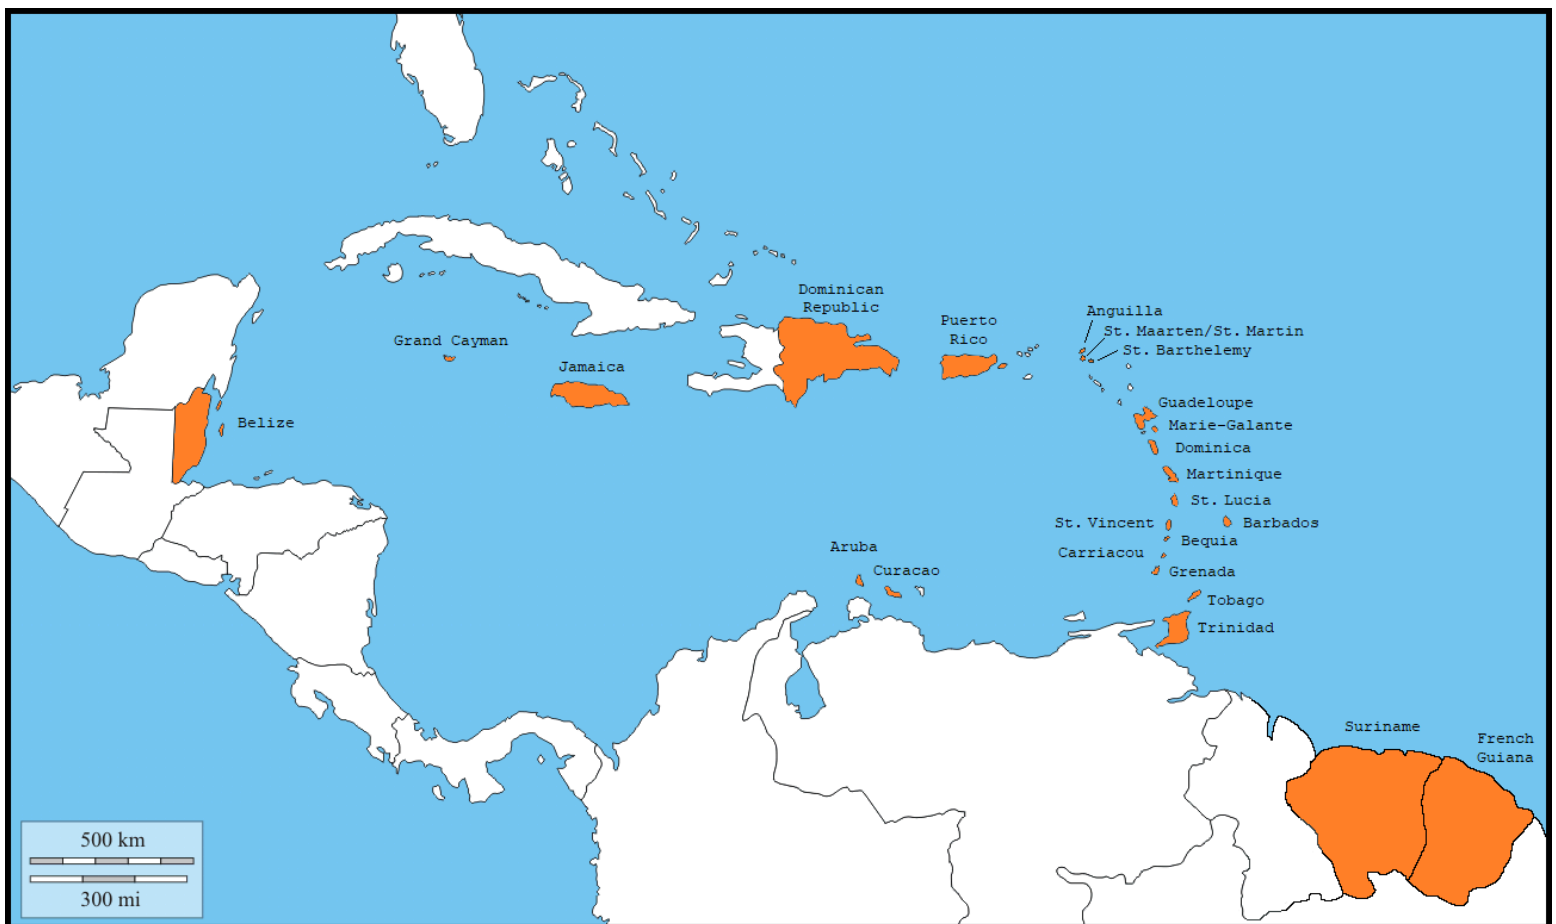 Dominican
Republic
Anguilla
Puerto
Rico
St. Maarten/St. Martin
Grand Cayman
St. Barthelemy
Jamaica
Guadeloupe
Belize
Marie-Galante
Dominica
Martinique
St. Lucia
St. Vincent
Barbados
Bequia
Aruba
Carriacou
Curacao
Grenada
Tobago
Trinidad
Suriname
French
Guiana
500 km
300 mi